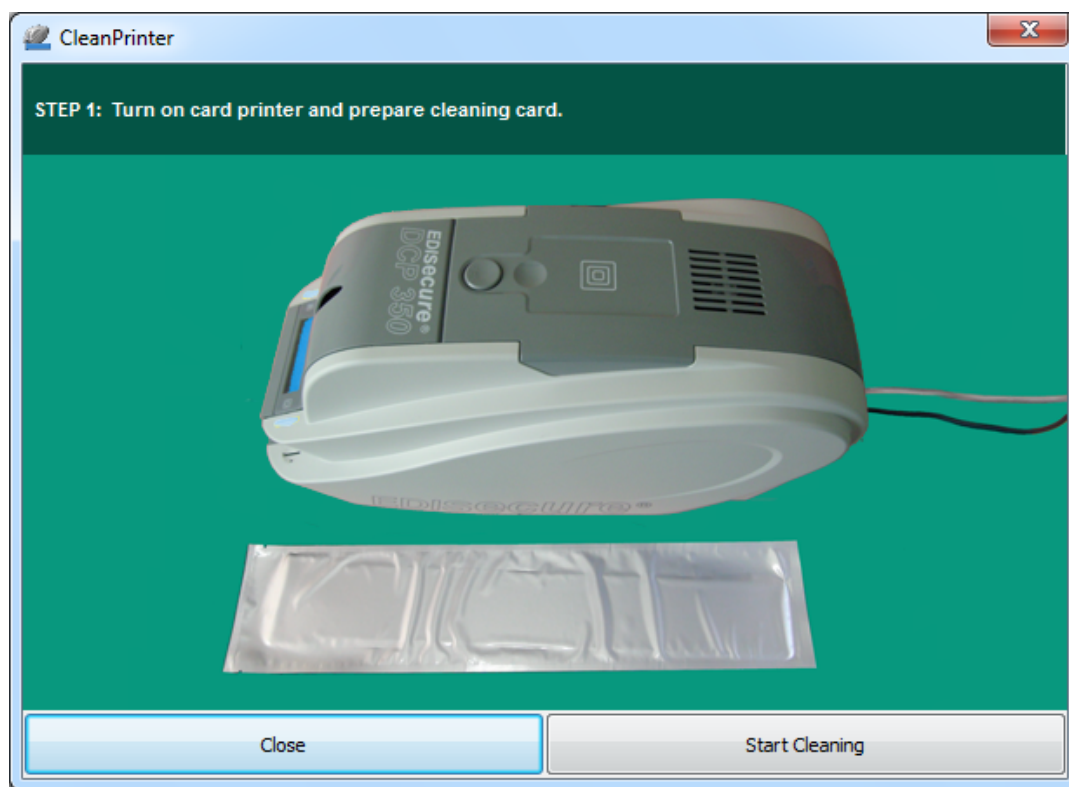 CleanPrinter
STEP 1: Turn on card printer and prepare cleaning card.
EDIsecure®
DCP 350
EDIsecure®
Close
Start Cleaning